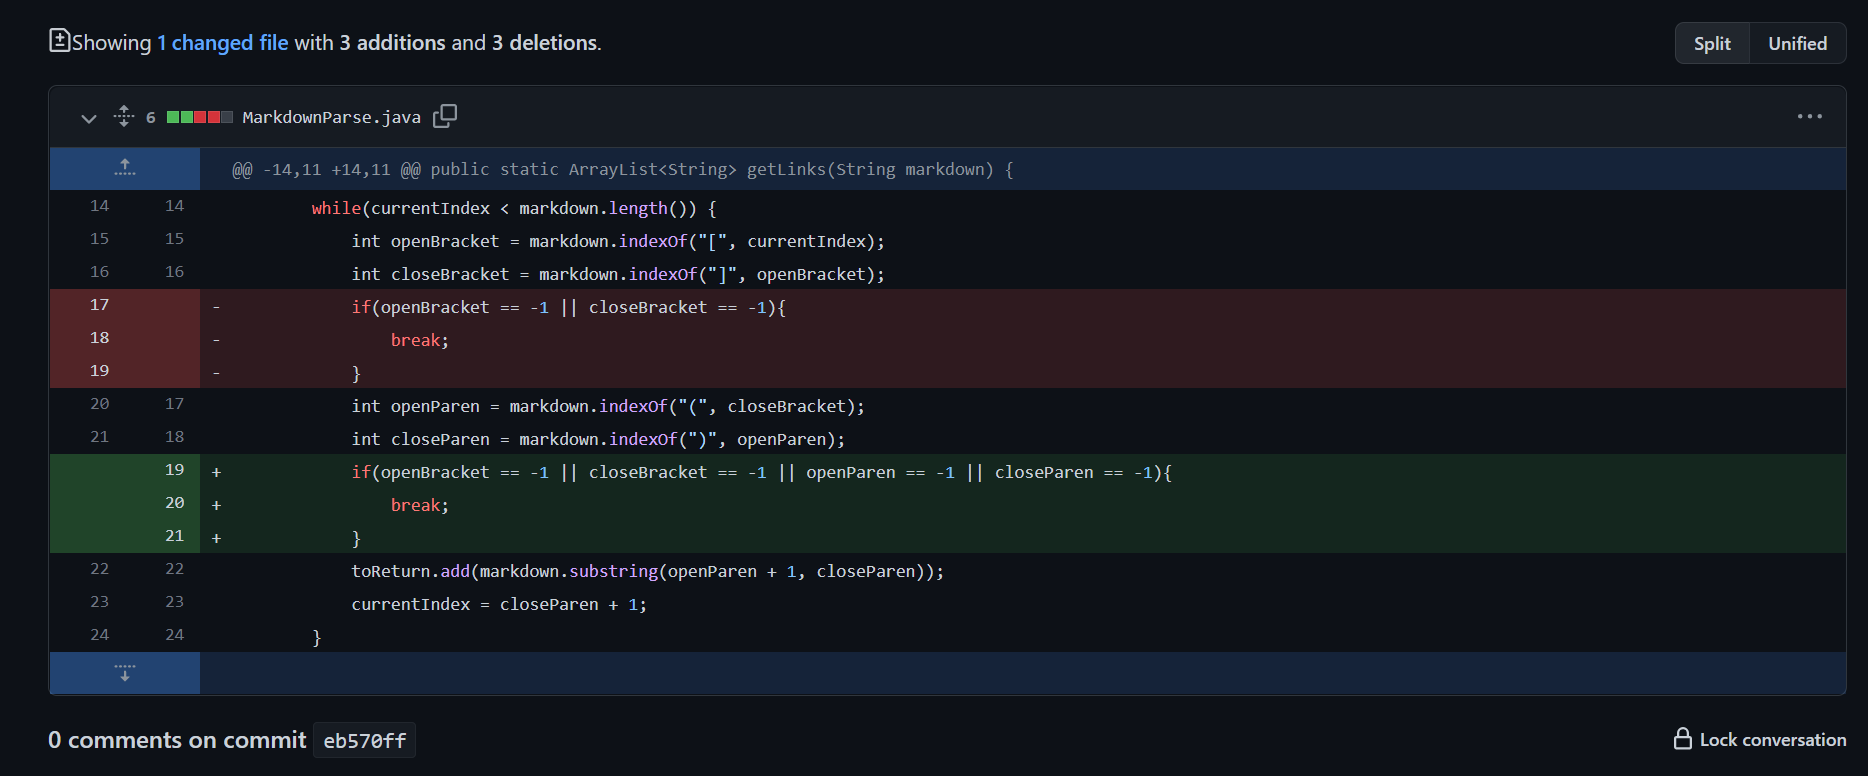 Showing 1 changed file with 3 additions and 3 deletions.
Split Unified
6 MarkdownParse.java
@@ -14,11 +14,11 @@ public static ArrayList<String> getLinks(String markdown) {
14 14 while(currentIndex < markdown.length()) {
15 15 int openBracket = markdown.indexOf("[", currentIndex);
16 16 int closeBracket = markdown.indexOf("]", openBracket);
17 - if(openBracket == -1 || closeBracket == -1){
18 - break;
19 - }
20 17 int openParen = markdown.indexOf("(", closeBracket);
21 18 int closeParen = markdown.indexOf(")", openParen);
19 + if(openBracket == -1 || closeBracket == -1 || openParen == -1 || closeParen == -1){
20 + break;
21 + }
22 22 toReturn.add(markdown.substring(openParen + 1, closeParen));
23 23 currentIndex = closeParen + 1;
24 24 }
0 comments on commit eb570ff
Lock conversation